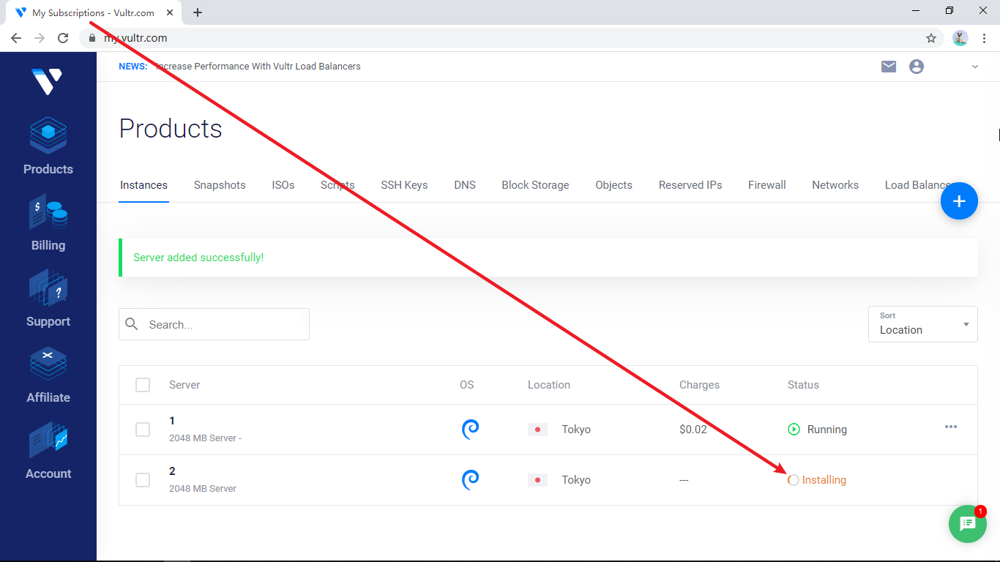 My Subscriptions - Vultr.com
my.vultr.com
NEWS: Increase Performance With Vultr Load Balancers
Products
Instances Snapshots ISOs Scripts SSH Keys DNS Block Storage Objects Reserved IPs Firewall Networks Load Balancers
Server added successfully!
Search...
Sort
Location
Server OS Location Charges Status
1
2048 MB Server -
Tokyo $0.02 Running
2
2048 MB Server
Tokyo --- Installing
Products
$
Billing
?
Support
Affiliate
Account
1